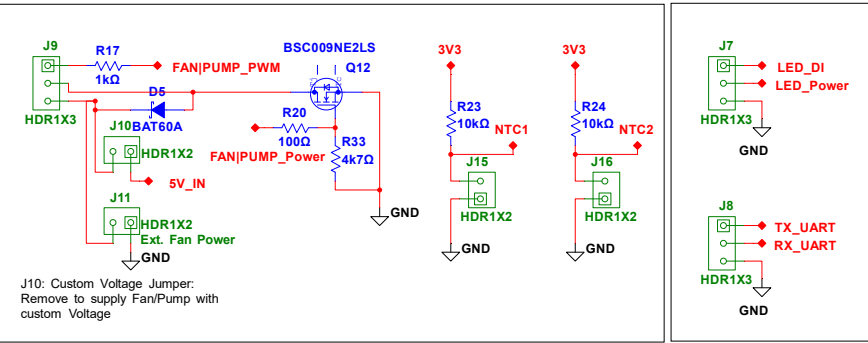 J9
R17
1kΩ
FAN|PUMP_PWM
D5
BAT60A
HDR1X3
J10
HDR1X2
5V_IN
J11
HDR1X2
Ext. Fan Power
GND
J10: Custom Voltage Jumper:
Remove to supply Fan/Pump with
custom Voltage
BSC009NE2LS
Q12
R20
100Ω
FAN|PUMP_Power
R33
4k7Ω
GND
3V3
R23
10kΩ
NTC1
J15
HDR1X2
GND
3V3
R24
10kΩ
NTC2
J16
HDR1X2
GND
J7
LED_DI
LED_Power
HDR1X3
GND
J8
TX_UART
RX_UART
HDR1X3
GND